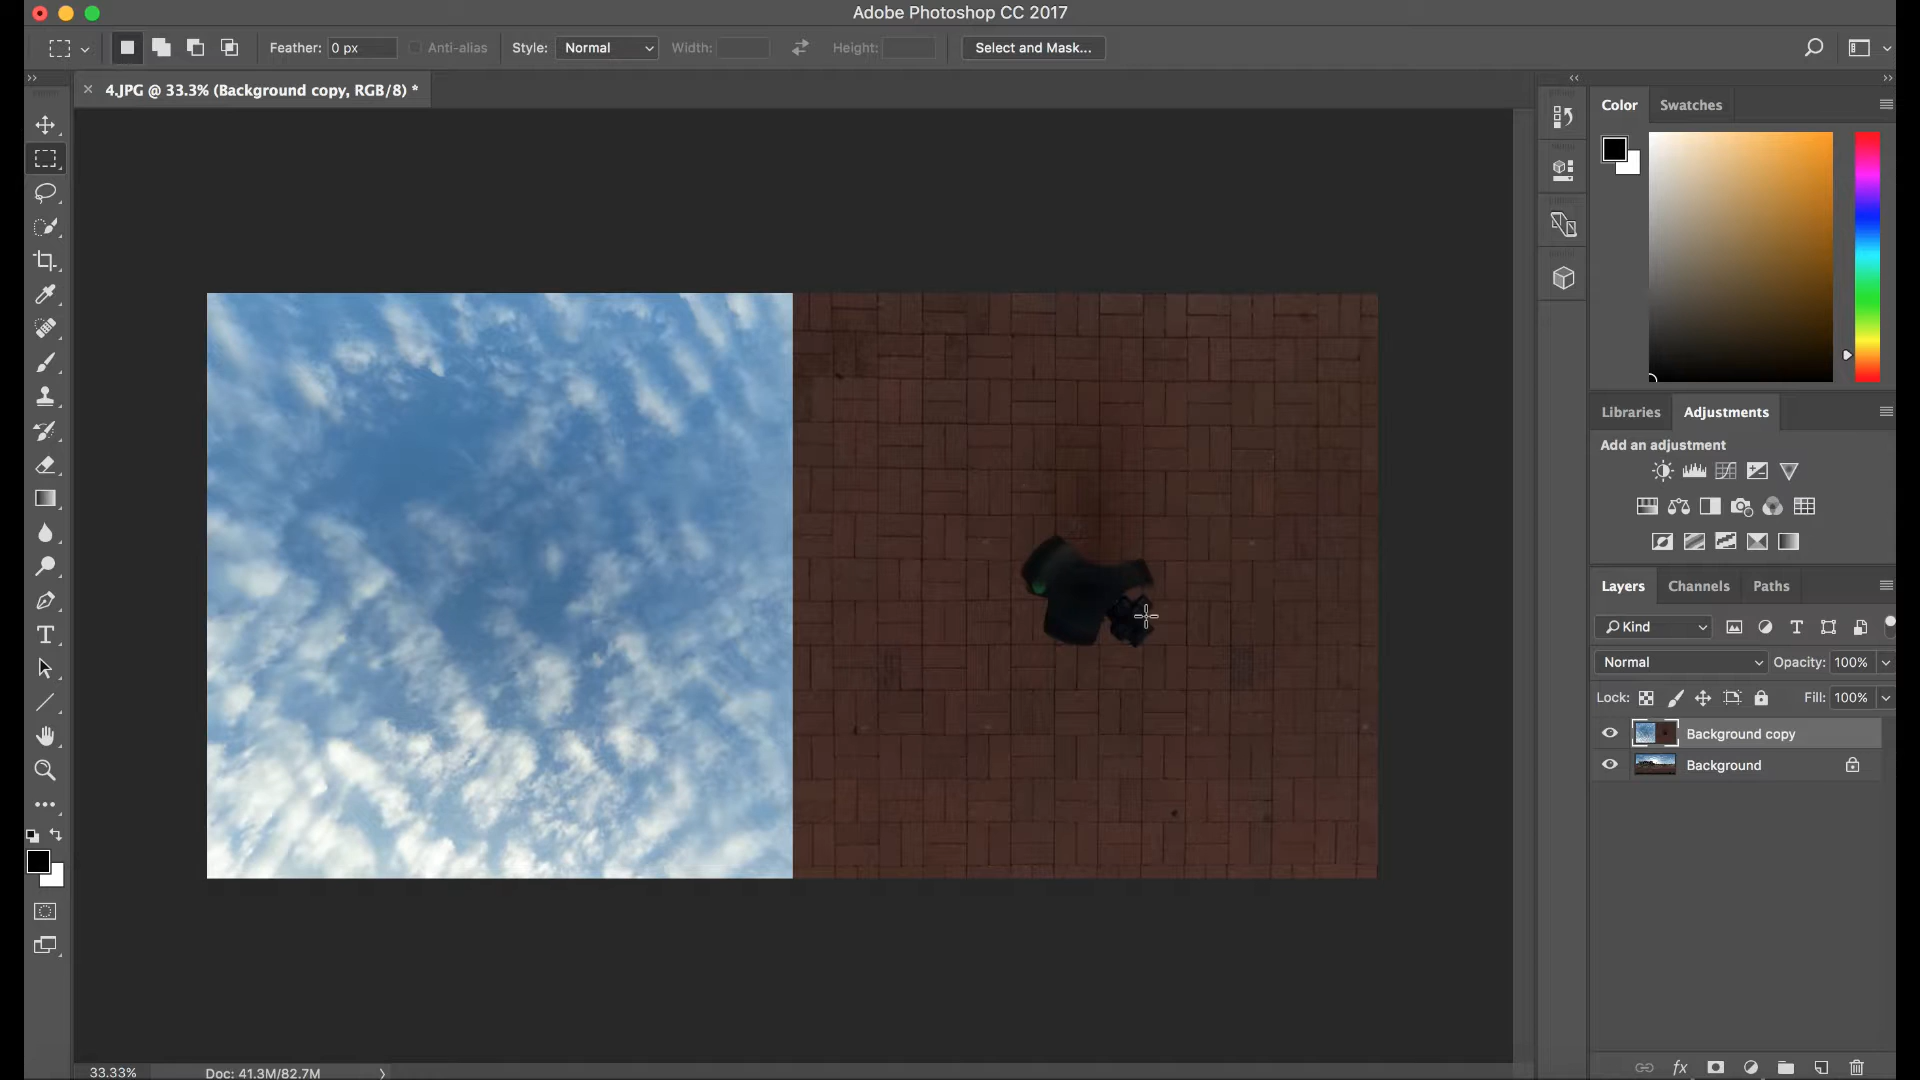 Adobe Photoshop CC 2017
Feather: 0 px Anti-alias Style: Normal Width: Height: Select and Mask...
4.JPG @ 33.3% (Background copy, RGB/8) *
Color Swatches
Libraries Adjustments
Add an adjustment
Layers Channels Paths
Kind
Normal Opacity: 100%
Lock: Fill: 100%
Background copy
Background
fx
33.33% Doc: 41.3M/82.7M